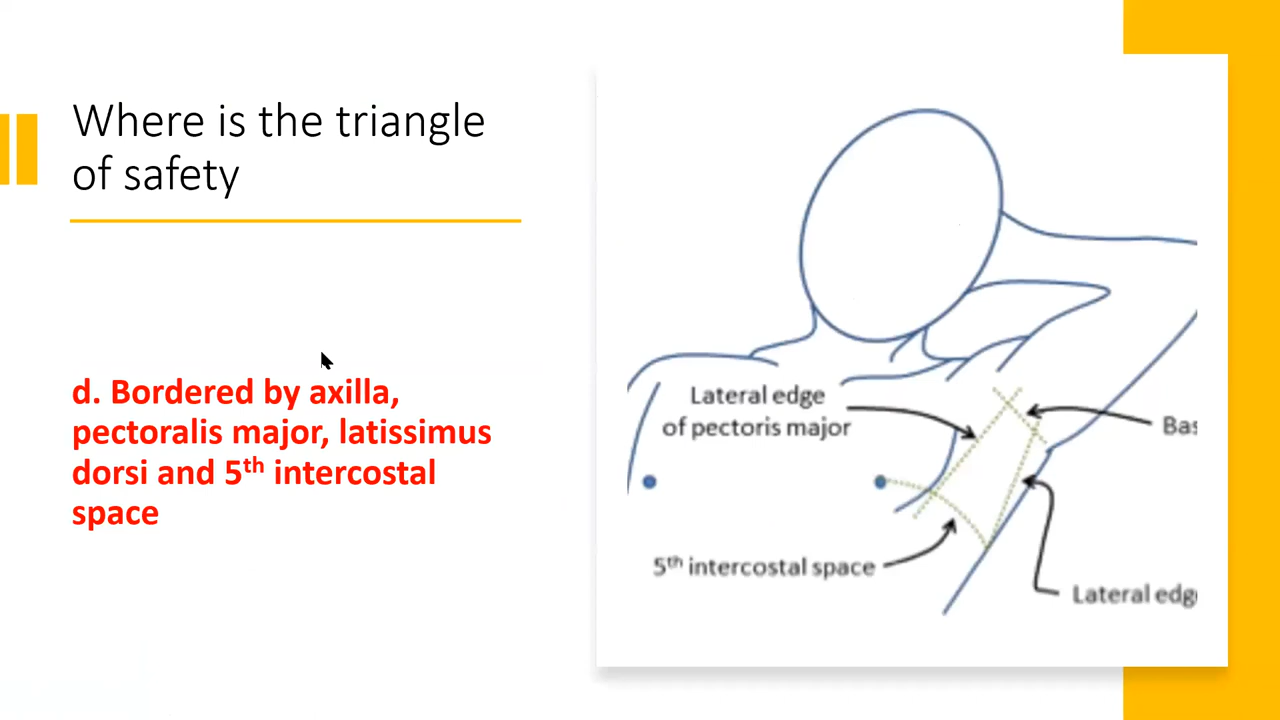 Where is the triangle
of safety
d. Bordered by axilla,
pectoralis major, latissimus
dorsi and 5th intercostal
space
Lateral edge
of pectoris major
Bas
5th intercostal space
Lateral edg